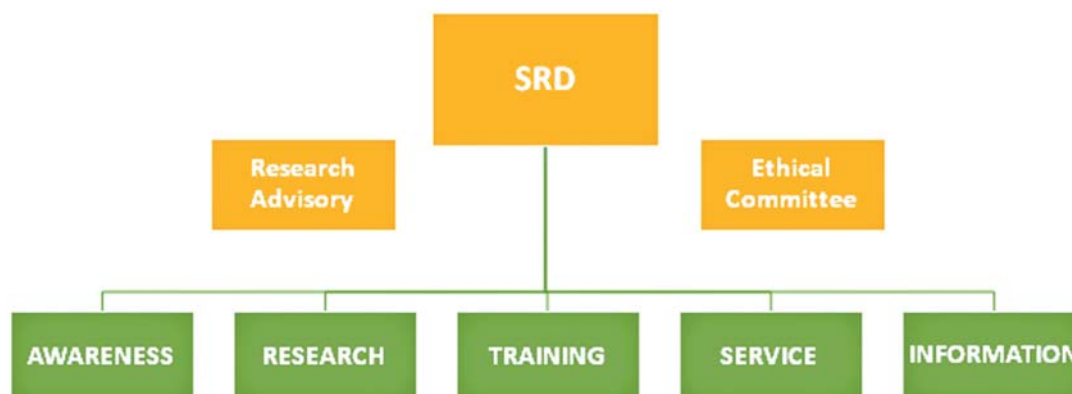 SRD
Research
Advisory
Ethical
Committee
AWARENESS
RESEARCH
TRAINING
SERVICE
INFORMATION